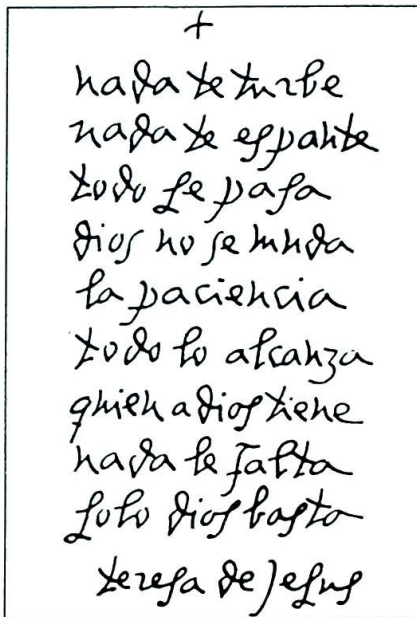 +
nada te turbe
nada te espante
todo se pasa
dios no se muda
la paciencia
todo lo alcanza
quien a dios tiene
nada le falta
solo dios basta
teresa de jesus